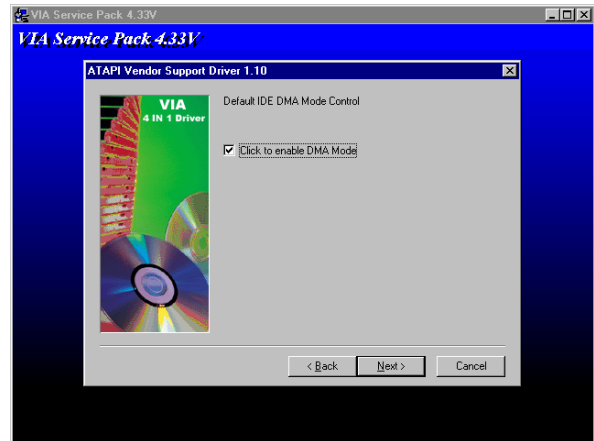 VIA Service Pack 4.33V
VIA Service Pack 4.33V
ATAPI Vendor Support Driver 1.10
VIA
4 IN 1 Driver
Default IDE DMA Mode Control
Click to enable DMA Mode
< Back
Next >
Cancel